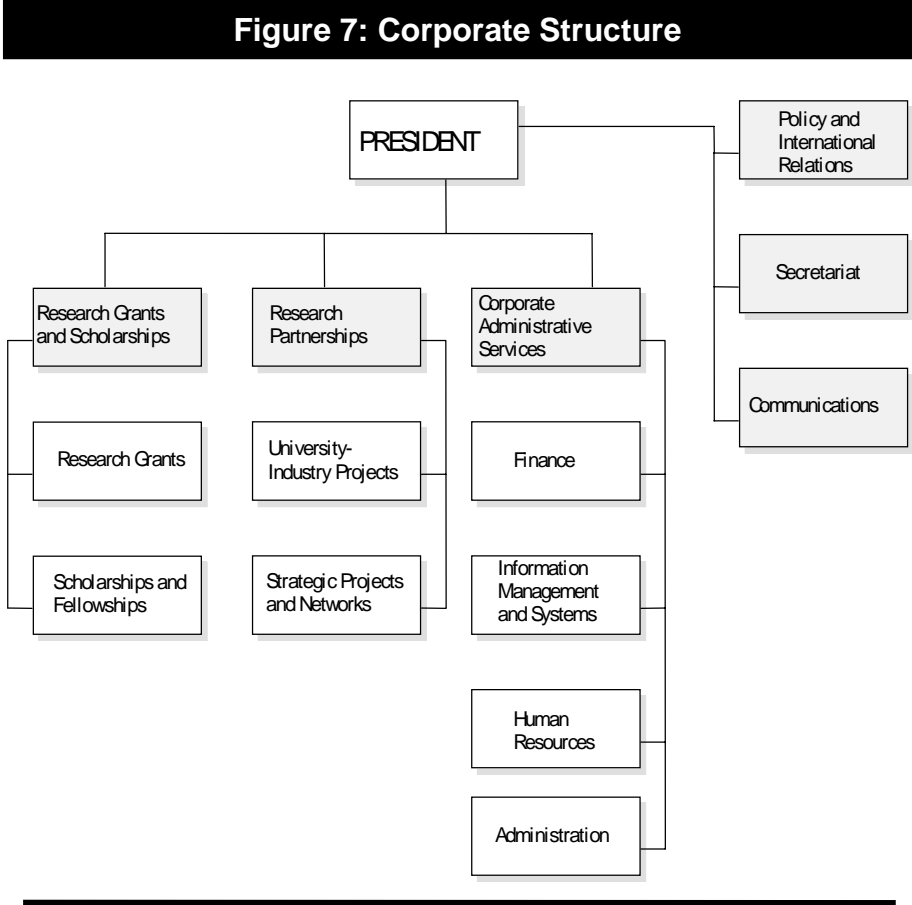 Figure 7: Corporate Structure
PRESIDENT
Policy and
International
Relations
Secretariat
Communications
Research Grants
and Scholarships
Research
Partnerships
Corporate
Administrative
Services
Research Grants
University-
Industry Projects
Finance
Scholarships and
Fellowships
Strategic Projects
and Networks
Information
Management
and Systems
Human
Resources
Administration